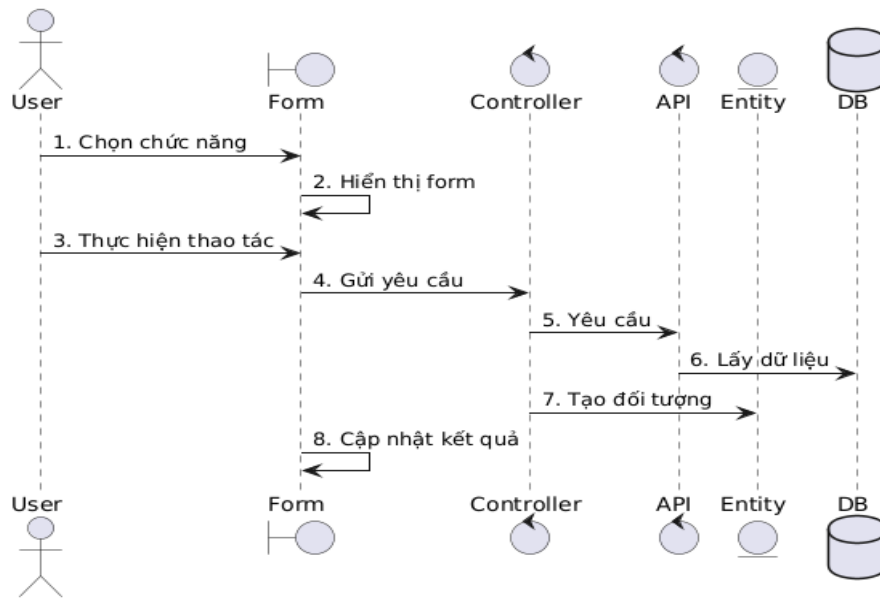 User
Form
Controller
API
Entity
DB
1. Chọn chức năng
2. Hiển thị form
3. Thực hiện thao tác
4. Gửi yêu cầu
5. Yêu cầu
6. Lấy dữ liệu
7. Tạo đối tượng
8. Cập nhật kết quả
User
Form
Controller
API
Entity
DB